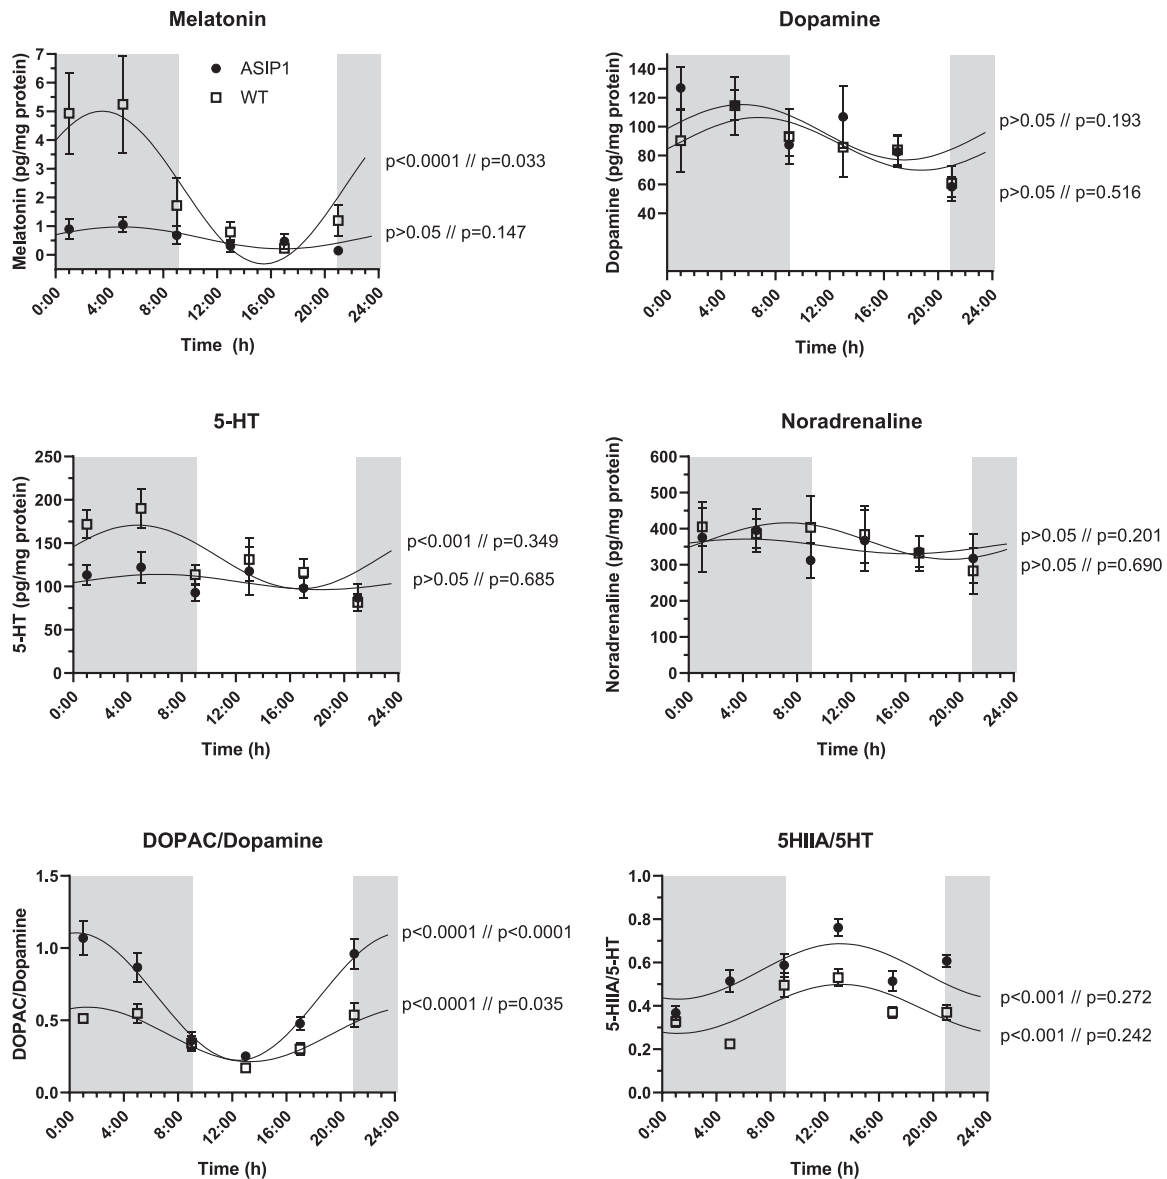 Melatonin
Melatonin (pg/mg protein)
7
6
5
4
3
2
1
0
ASIP1
WT
p<0.0001 // p=0.033
p>0.05 // p=0.147
0:00
4:00
8:00
12:00
16:00
20:00
24:00
Time (h)
Dopamine
Dopamine (pg/mg protein)
140
120
100
80
60
40
p>0.05 // p=0.193
p>0.05 // p=0.516
0:00
4:00
8:00
12:00
16:00
20:00
24:00
Time (h)
5-HT
5-HT (pg/mg protein)
250
200
150
100
50
0
p<0.001 // p=0.349
p>0.05 // p=0.685
0:00
4:00
8:00
12:00
16:00
20:00
24:00
Time (h)
Noradrenaline
Noradrenaline (pg/mg protein)
600
500
400
300
200
100
0
p>0.05 // p=0.201
p>0.05 // p=0.690
0:00
4:00
8:00
12:00
16:00
20:00
24:00
Time (h)
DOPAC/Dopamine
DOPAC/Dopamine
1.5
1.0
0.5
0.0
p<0.0001 // p<0.0001
p<0.0001 // p=0.035
0:00
4:00
8:00
12:00
16:00
20:00
24:00
Time (h)
5HIIA/5HT
5-HIIA/5-HT
1.0
0.8
0.6
0.4
0.2
0.0
p<0.001 // p=0.272
p<0.001 // p=0.242
0:00
4:00
8:00
12:00
16:00
20:00
24:00
Time (h)